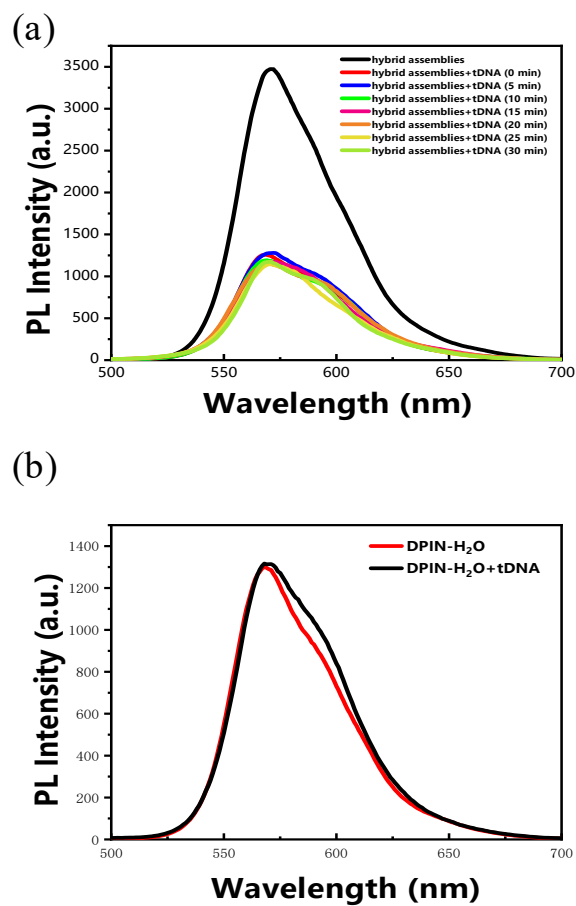 (a)
PL Intensity (a.u.)
3500
3000
2500
2000
1500
1000
500
0
hybrid assemblies
hybrid assemblies+tDNA (0 min)
hybrid assemblies+tDNA (5 min)
hybrid assemblies+tDNA (10 min)
hybrid assemblies+tDNA (15 min)
hybrid assemblies+tDNA (20 min)
hybrid assemblies+tDNA (25 min)
hybrid assemblies+tDNA (30 min)
500 550 600 650 700
Wavelength (nm)
(b)
PL Intensity (a.u.)
1400
1200
1000
800
600
400
200
0
DPIN-H₂O
DPIN-H₂O+tDNA
500 550 600 650 700
Wavelength (nm)